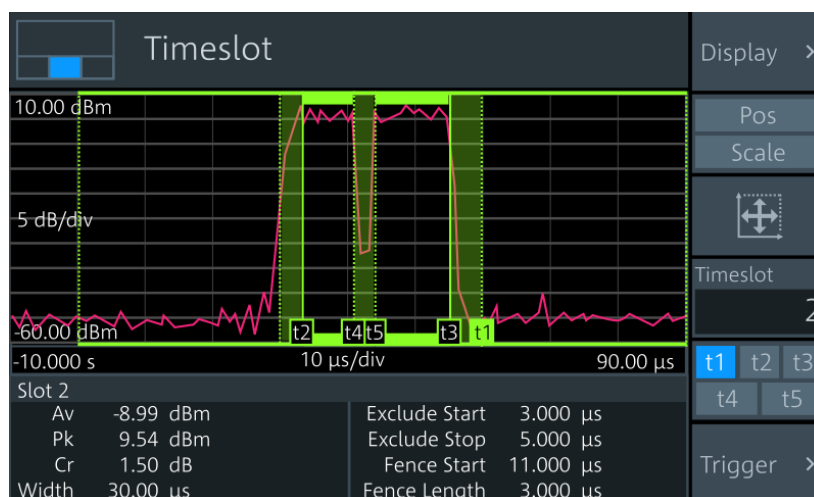 Timeslot
Display >
10.00 dBm
Pos
Scale
5 dB/div
Timeslot
2
-60.00 dBm
t2 t4 t5 t3 t1
-10.000 s 10 µs/div 90.00 µs
t1 t2 t3
t4 t5
Slot 2
Av -8.99 dBm Exclude Start 3.000 µs
Pk 9.54 dBm Exclude Stop 5.000 µs
Cr 1.50 dB Fence Start 11.000 µs
Width 30.00 µs Fence Length 3.000 µs
Trigger >